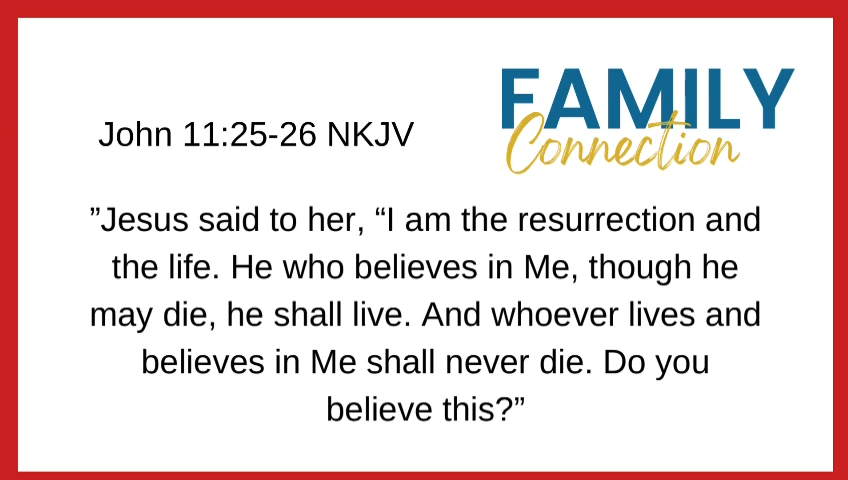 FAMILY
Connection
John 11:25-26 NKJV
”Jesus said to her, “I am the resurrection and
the life. He who believes in Me, though he
may die, he shall live. And whoever lives and
believes in Me shall never die. Do you
believe this?”